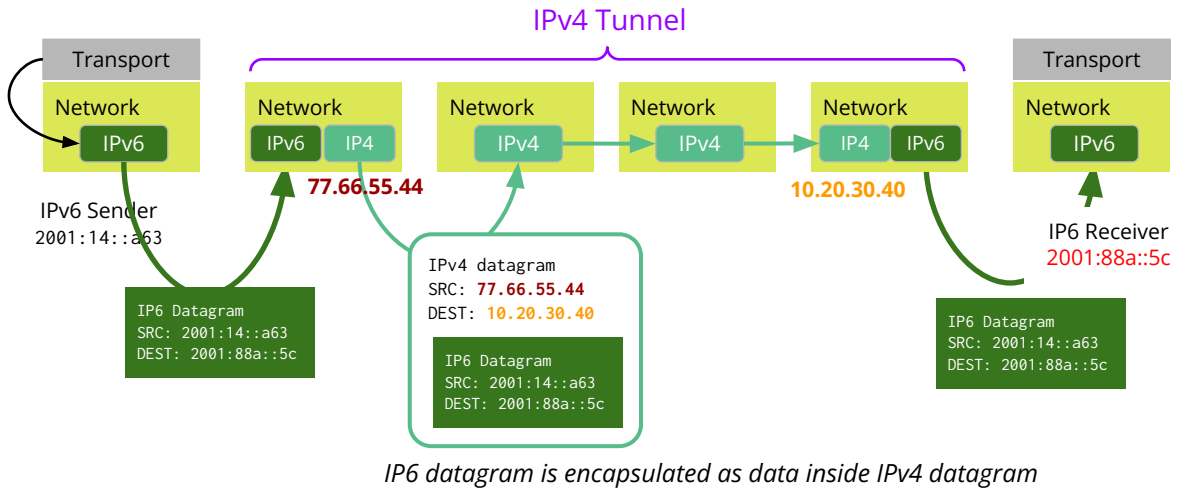 IPv4 Tunnel
Transport
Transport
Network
Network
Network
Network
Network
Network
IPv6
IPv6
IP4
IPv4
IPv4
IP4
IPv6
IPv6
77.66.55.44
10.20.30.40
IPv6 Sender
2001:14::a63
IP6 Receiver
2001:88a::5c
IP6 Datagram
SRC: 2001:14::a63
DEST: 2001:88a::5c
IPv4 datagram
SRC: 77.66.55.44
DEST: 10.20.30.40
IP6 Datagram
SRC: 2001:14::a63
DEST: 2001:88a::5c
IP6 Datagram
SRC: 2001:14::a63
DEST: 2001:88a::5c
IP6 datagram is encapsulated as data inside IPv4 datagram